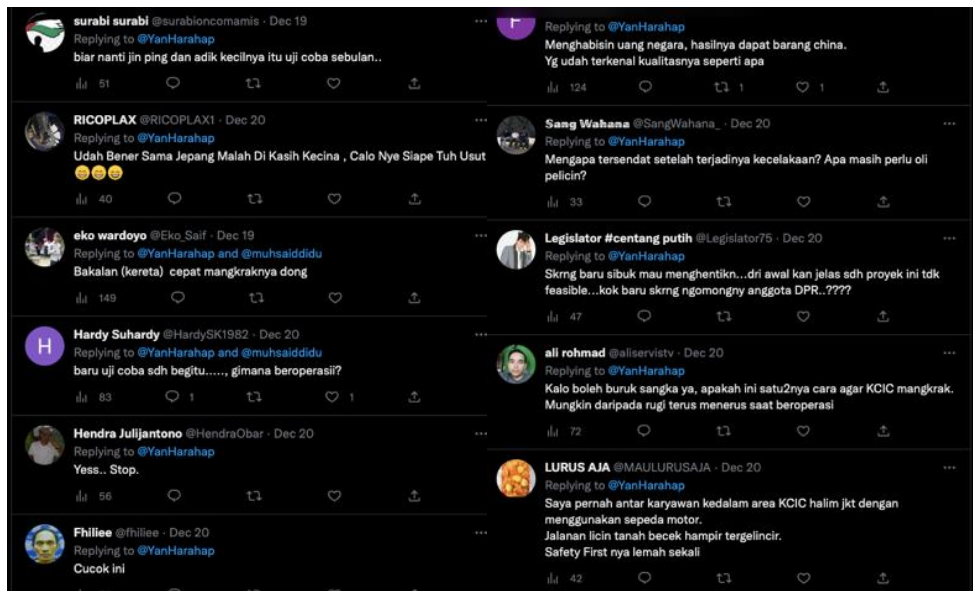 surabi surabi @surabioncomamis · Dec 19
Replying to @YanHarahap
biar nanti jin ping dan adik kecilnya itu uji coba sebulan..
51
RICOPLAX @RICOPLAX1 · Dec 20
Replying to @YanHarahap
Udah Bener Sama Jepang Malah Di Kasih Kecina , Calo Nye Siape Tuh Usut
😁😁😁
40
eko wardoyo @Eko_Saif · Dec 19
Replying to @YanHarahap and @muhsaiddidu
Bakalan (kereta) cepat mangkraknya dong
149
H
Hardy Suhardy @HardySK1982 · Dec 20
Replying to @YanHarahap and @muhsaiddidu
baru uji coba sdh begitu....., gimana beroperasii?
83 1 1
Hendra Julijantono @HendraObar · Dec 20
Replying to @YanHarahap
Yess.. Stop.
56
Fhiliee @fhiliee · Dec 20
Replying to @YanHarahap
Cucok ini
F
Replying to @YanHarahap
Menghabisin uang negara, hasilnya dapat barang china.
Yg udah terkenal kualitasnya seperti apa
124 1 1
Sang Wahana @SangWahana_ · Dec 20
Replying to @YanHarahap
Mengapa tersendat setelah terjadinya kecelakaan? Apa masih perlu oli
pelicin?
33
Legislator #centang putih @Legislator75 · Dec 20
Replying to @YanHarahap
Skrng baru sibuk mau menghentikn...dri awal kan jelas sdh proyek ini tdk
feasible...kok baru skrng ngomongny anggota DPR..????
47
ali rohmad @aliservistv · Dec 20
Replying to @YanHarahap
Kalo boleh buruk sangka ya, apakah ini satu2nya cara agar KCIC mangkrak.
Mungkin daripada rugi terus menerus saat beroperasi
72
LURUS AJA @MAULURUSAJA · Dec 20
Replying to @YanHarahap
Saya pernah antar karyawan kedalam area KCIC halim jkt dengan
menggunakan sepeda motor.
Jalanan licin tanah becek hampir tergelincir.
Safety First nya lemah sekali
42